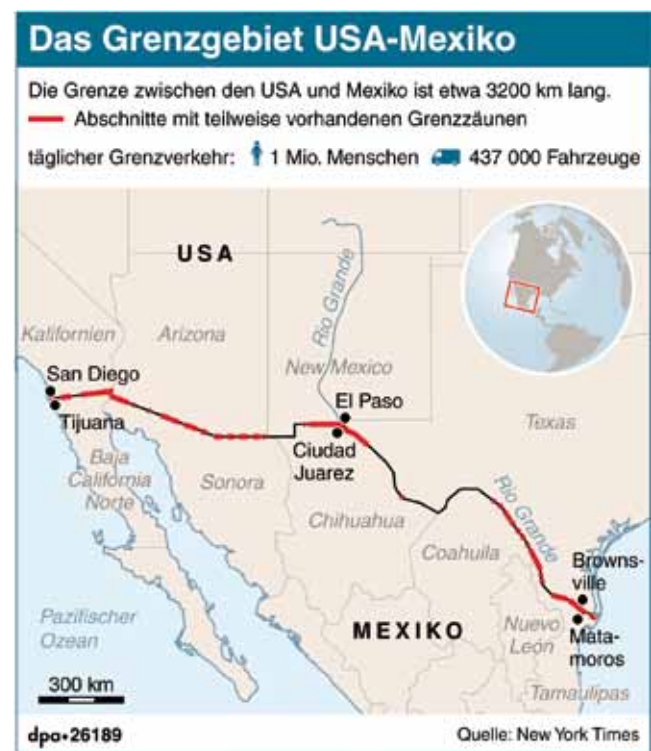 Das Grenzgebiet USA-Mexiko
Die Grenze zwischen den USA und Mexiko ist etwa 3200 km lang.
Abschnitte mit teilweise vorhandenen Grenzzäunen
täglicher Grenzverkehr: 1 Mio. Menschen 437 000 Fahrzeuge
USA
Rio Grande
Kalifornien
Arizona
New Mexico
San Diego
El Paso
Texas
Tijuana
Ciudad
Juarez
Baja
California
Norte
Sonora
Chihuahua
Rio Grande
Coahuila
Browns-
ville
Pazifischer
Ozean
MEXIKO
Nuevo
León
Mata-
moros
300 km
Tamaulipas
dpa•26189
Quelle: New York Times